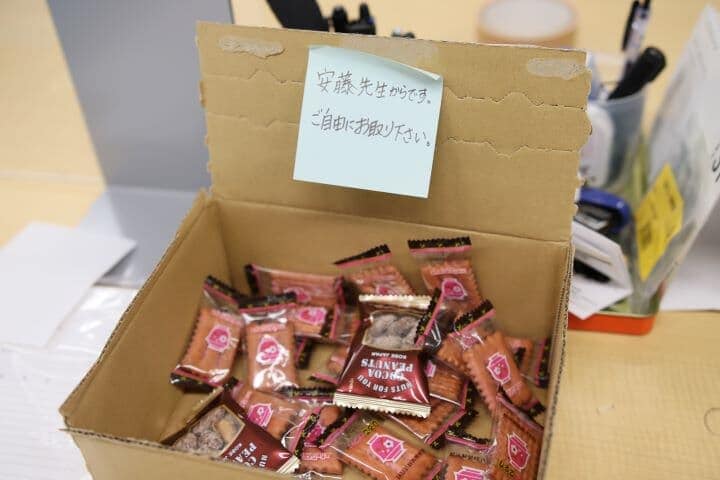 安藤先生からです。
ご自由にお取り下さい。
NUTS FOR YOU
COCOA
PEANUTS
KOBE JAPAN